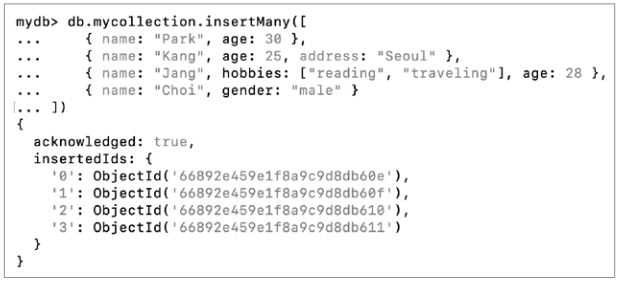 mydb> db.mycollection.insertMany([
...     { name: "Park", age: 30 },
...     { name: "Kang", age: 25, address: "Seoul" },
...     { name: "Jang", hobbies: ["reading", "traveling"], age: 28 },
...     { name: "Choi", gender: "male" }
[... ])
{
  acknowledged: true,
  insertedIds: {
    '0': ObjectId('66892e459e1f8a9c9d8db60e'),
    '1': ObjectId('66892e459e1f8a9c9d8db60f'),
    '2': ObjectId('66892e459e1f8a9c9d8db610'),
    '3': ObjectId('66892e459e1f8a9c9d8db611')
  }
}